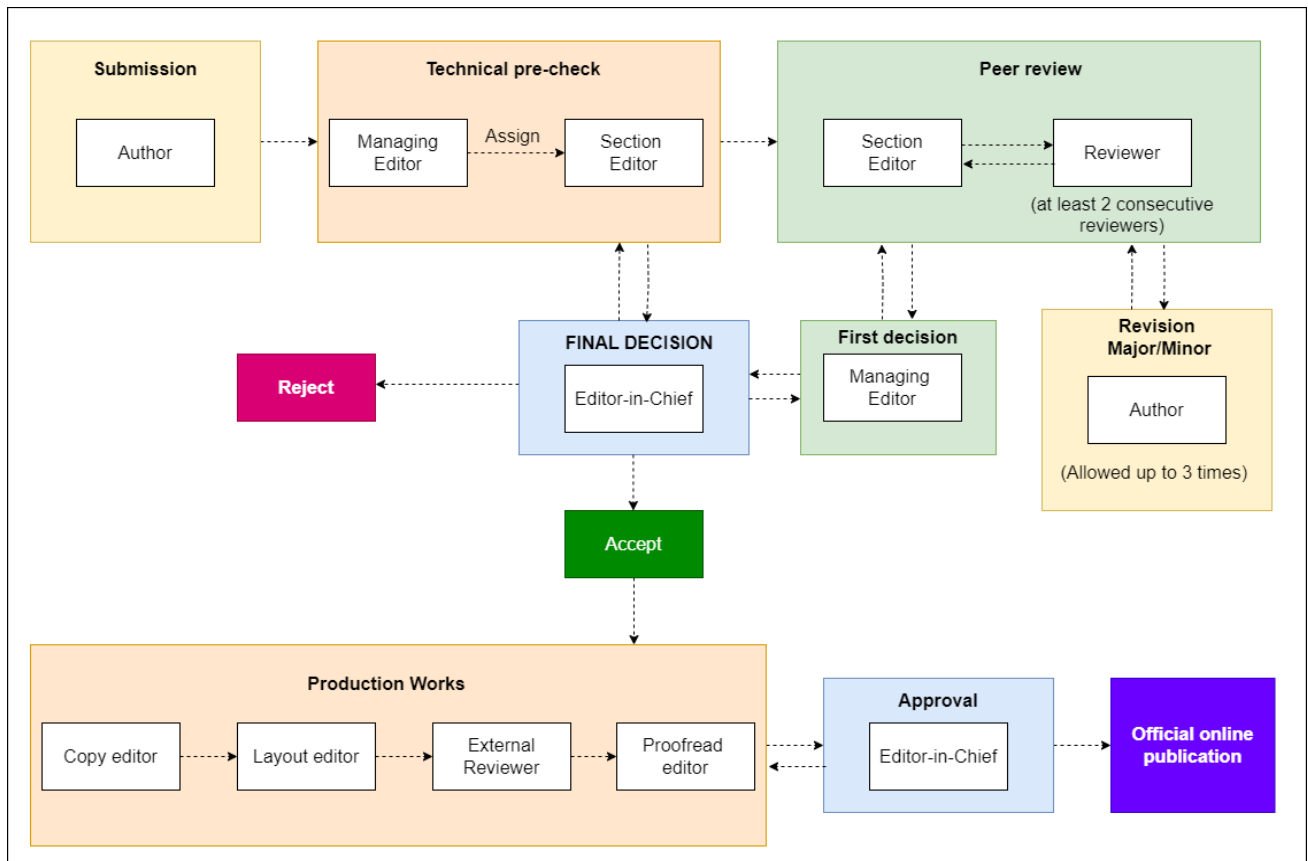 Submission
Author
Technical pre-check
Managing
Editor
Assign
Section
Editor
Peer review
Section
Editor
Reviewer
(at least 2 consecutive
reviewers)
FINAL DECISION
Editor-in-Chief
First decision
Managing
Editor
Revision
Major/Minor
Author
(Allowed up to 3 times)
Reject
Accept
Production Works
Copy editor
Layout editor
External
Reviewer
Proofread
editor
Approval
Editor-in-Chief
Official online
publication